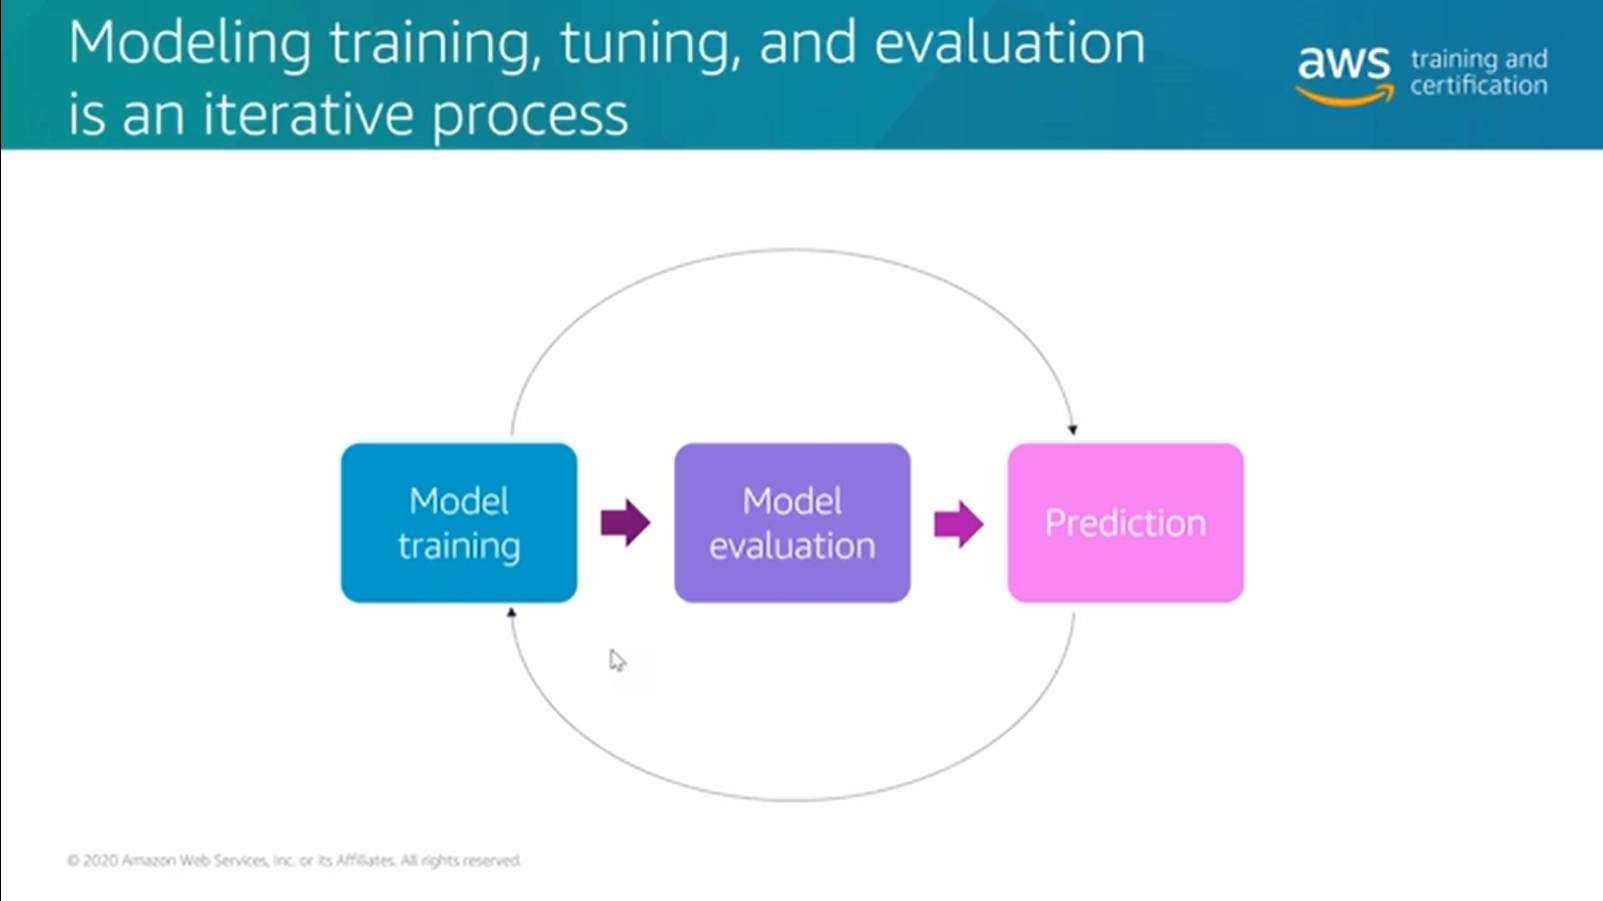 Modeling training, tuning, and evaluation
is an iterative process
aws
training and
certification
Model
training
Model
evaluation
Prediction
© 2020 Amazon Web Services, Inc. or its Affiliates. All rights reserved.